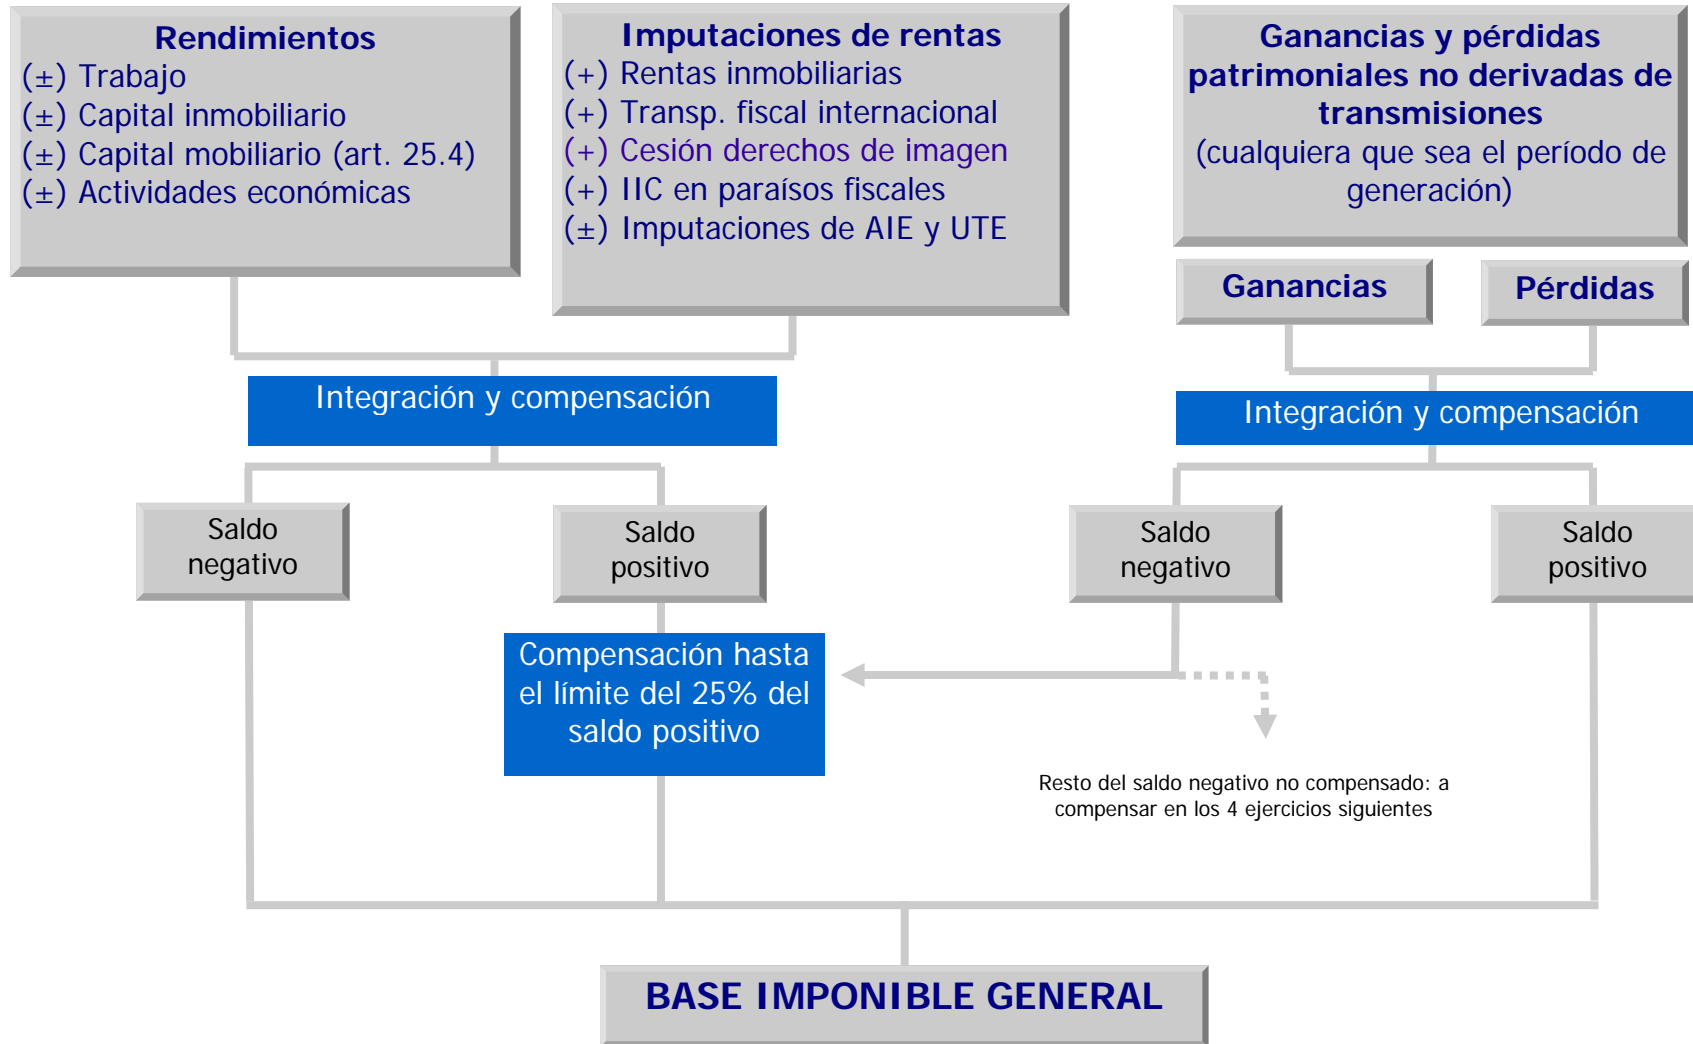 Rendimientos
(±) Trabajo
(±) Capital inmobiliario
(±) Capital mobiliario (art. 25.4)
(±) Actividades económicas
Imputaciones de rentas
(+) Rentas inmobiliarias
(+) Transp. fiscal internacional
(+) Cesión derechos de imagen
(+) IIC en paraísos fiscales
(±) Imputaciones de AIE y UTE
Ganancias y pérdidas
patrimoniales no derivadas de
transmisiones
(cualquiera que sea el período de
generación)
Ganancias
Pérdidas
Integración y compensación
Integración y compensación
Saldo
negativo
Saldo
positivo
Saldo
negativo
Saldo
positivo
Compensación hasta
el límite del 25% del
saldo positivo
Resto del saldo negativo no compensado: a
compensar en los 4 ejercicios siguientes
BASE IMPONIBLE GENERAL